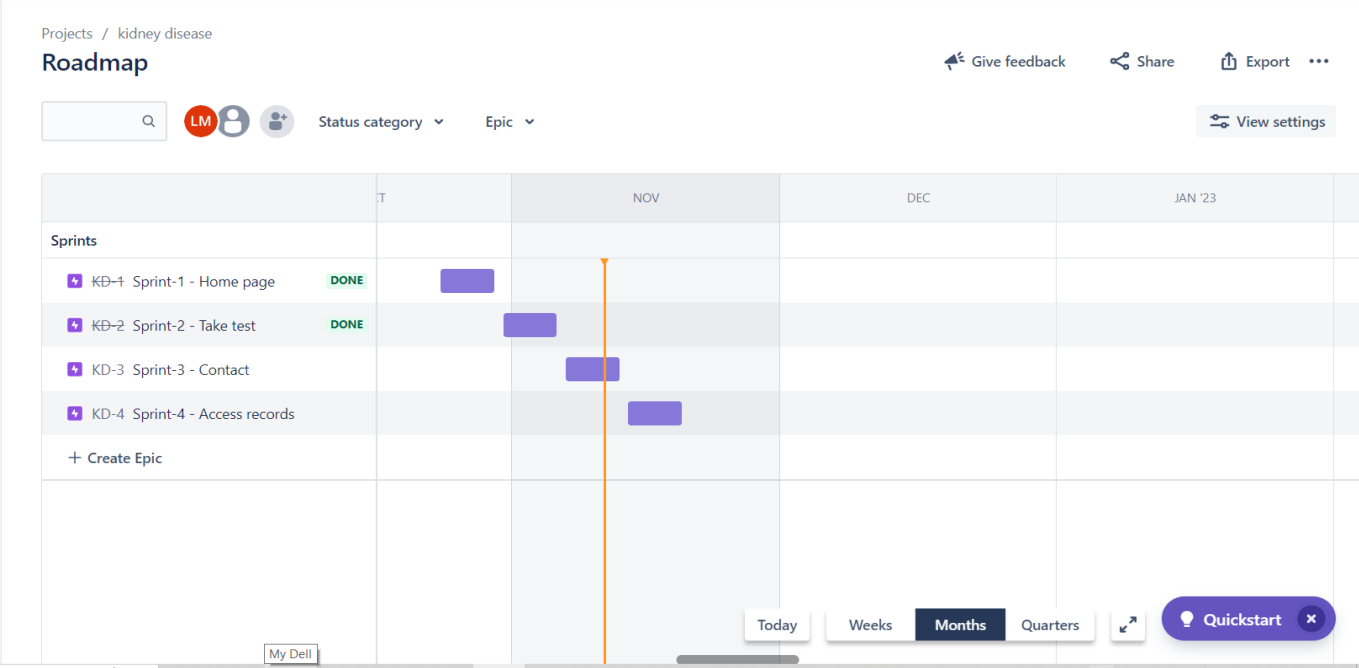 Projects / kidney disease
Roadmap
Give feedback
Share
Export
LM
Status category
Epic
View settings
NOV
DEC
JAN '23
Sprints
KD-1 Sprint-1 - Home page DONE
KD-2 Sprint-2 - Take test DONE
KD-3 Sprint-3 - Contact
KD-4 Sprint-4 - Access records
+ Create Epic
Today
Weeks
Months
Quarters
Quickstart
My Dell